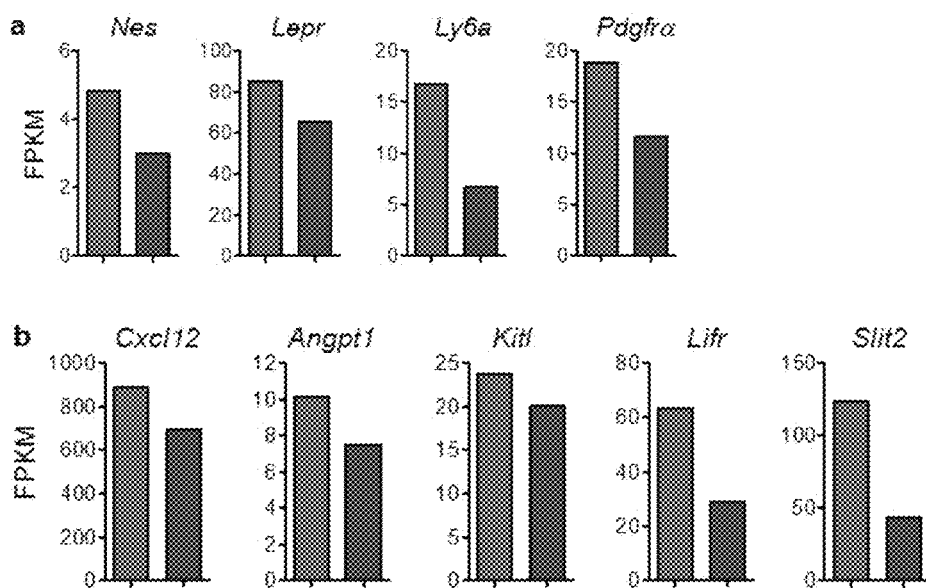 a
Nes Lepr Ly6a Pdgfrα
FPKM
6 4 2 0
100 80 60 40 20 0
20 15 10 5 0
20 15 10 5 0
b
Cxcl12 Angpt1 Kitl Lifr Slit2
FPKM
1000 800 600 400 200 0
12 10 8 6 4 2 0
25 20 15 10 5 0
80 60 40 20 0
150 100 50 0